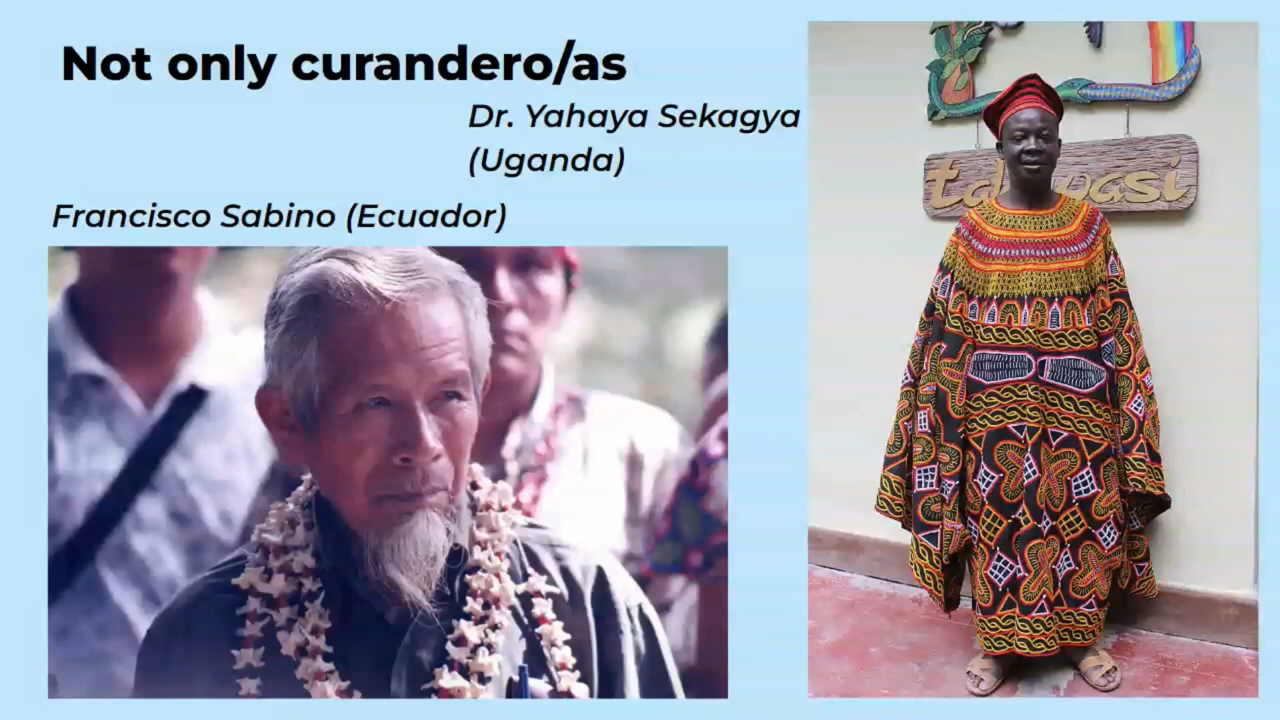 Not only curandero/as
Dr. Yahaya Sekagya
(Uganda)
Francisco Sabino (Ecuador)